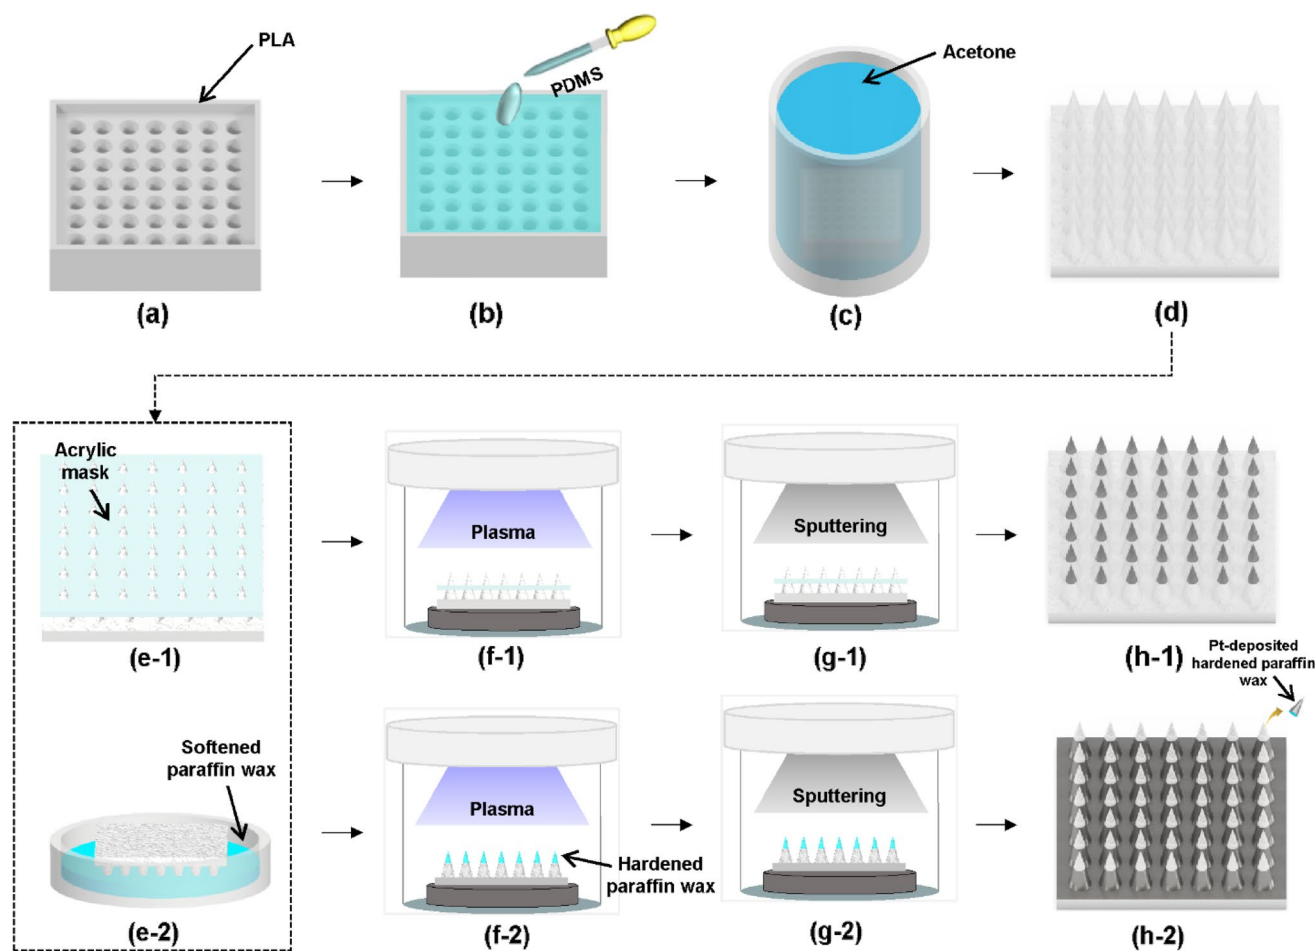 PLA
PDMS
Acetone
(a)
(b)
(c)
(d)
Acrylic
mask
Plasma
Sputtering
(e-1)
(f-1)
(g-1)
(h-1)
Pt-deposited
hardened paraffin
wax
Softened
paraffin wax
Plasma
Sputtering
Hardened
paraffin wax
(e-2)
(f-2)
(g-2)
(h-2)